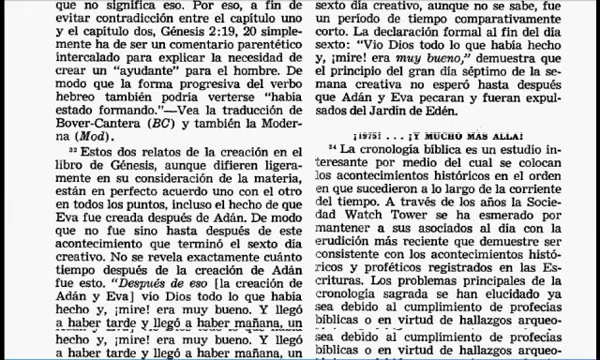 que no significa eso. Por eso, a fin de
evitar contradicción entre el capítulo uno
y el capítulo dos, Génesis 2:19, 20 simple-
mente ha de ser un comentario parentético
intercalado para explicar la necesidad de
crear un “ayudante” para el hombre. De
modo que la forma progresiva del verbo
hebreo también podría verterse “había
estado formando.”—Vea la traducción de
Bover-Cantera (BC) y también la Moder-
na (Mod).
33 Estos dos relatos de la creación en el
libro de Génesis, aunque difieren ligera-
mente en su consideración de la materia,
están en perfecto acuerdo uno con el otro
en todos los puntos, incluso el hecho de que
Eva fue creada después de Adán. De modo
que no fue sino hasta después de este
acontecimiento que terminó el sexto día
creativo. No se revela exactamente cuánto
tiempo después de la creación de Adán
fue esto. “Después de eso [la creación de
Adán y Eva] vio Dios todo lo que había
hecho y, ¡mire! era muy bueno. Y llegó
a haber tarde y llegó a haber mañana, un
hecho y, ¡mire! era muy bueno. Y llegó
a haber tarde y llegó a haber mañana, un
sexto día creativo, aunque no se sabe, fue
un período de tiempo comparativamente
corto. La declaración formal al fin del día
sexto: “Vio Dios todo lo que había hecho
y, ¡mire! era muy bueno,” demuestra que
el principio del gran día séptimo de la se-
mana creativa no esperó hasta después
que Adán y Eva pecaran y fueran expul-
sados del Jardín de Edén.
¡1975! . . . ¡Y MUCHO MÁS ALLÁ!
34 La cronología bíblica es un estudio in-
teresante por medio del cual se colocan
los acontecimientos históricos en el orden
en que sucedieron a lo largo de la corriente
del tiempo. A través de los años la Socie-
dad Watch Tower se ha esmerado por
mantener a sus asociados al día con la
erudición más reciente que demuestre ser
consistente con los acontecimientos histó-
ricos y proféticos registrados en las Es-
crituras. Los problemas principales de la
cronología sagrada se han elucidado ya
sea debido al cumplimiento de profecías
bíblicas o en virtud de hallazgos arqueo-
sea debido al cumplimiento de profecías
bíblicas o en virtud de hallazgos arqueo-